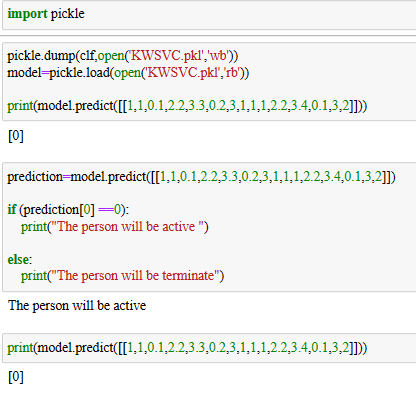 import pickle
pickle.dump(clf,open('KWSVC.pkl','wb'))
model=pickle.load(open('KWSVC.pkl','rb'))
print(model.predict([[1,1,0.1,2.2,3.3,0.2,3,1,1,1,2.2,3.4,0.1,3,2]]))
[0]
prediction=model.predict([[1,1,0.1,2.2,3.3,0.2,3,1,1,1,2.2,3.4,0.1,3,2]])
if (prediction[0] ==0):
print("The person will be active ")
else:
print("The person will be terminate")
The person will be active
print(model.predict([[1,1,0.1,2.2,3.3,0.2,3,1,1,1,2.2,3.4,0.1,3,2]]))
[0]